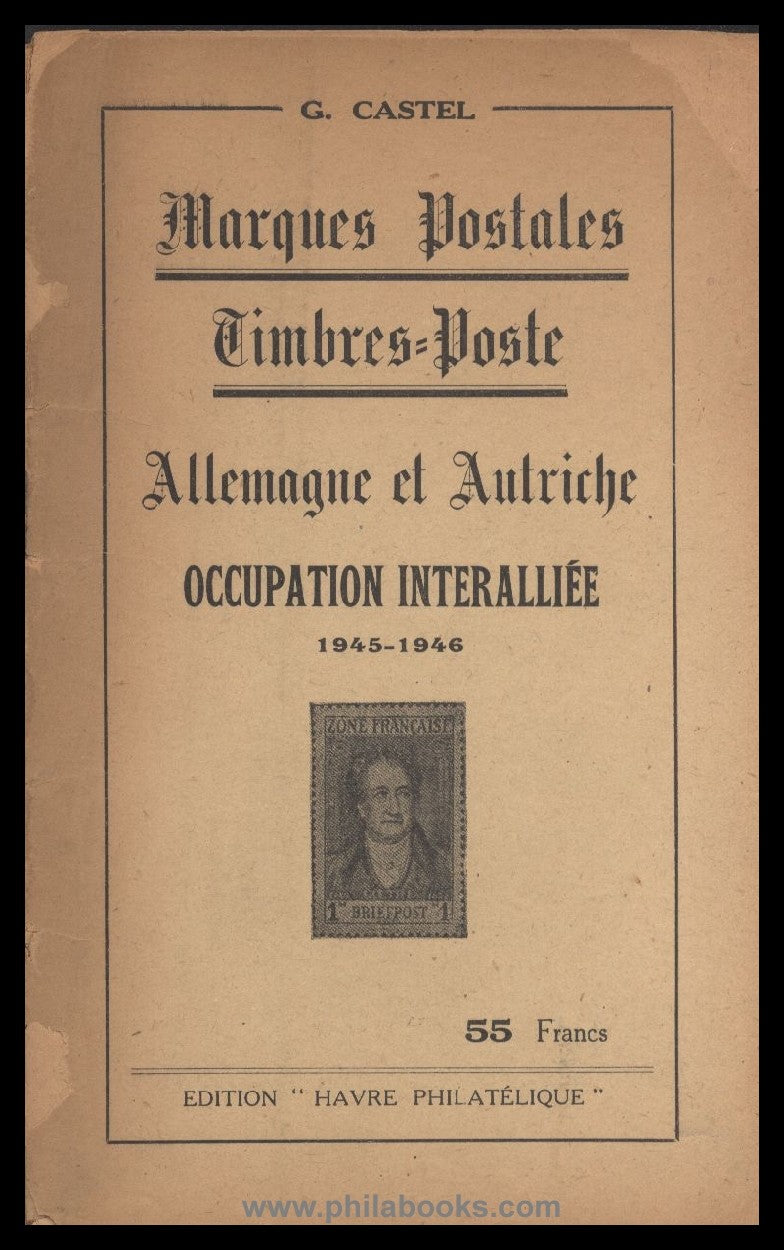 G. CASTEL
Marques Postales
Timbres=Poste
Allemagne et Autriche
OCCUPATION INTERALLIÉE
1945-1946
ZONE FRANÇAISE
1M BRIEFPOST 1
55 Francs
EDITION " HAVRE PHILATÉLIQUE "
www.philabooks.com